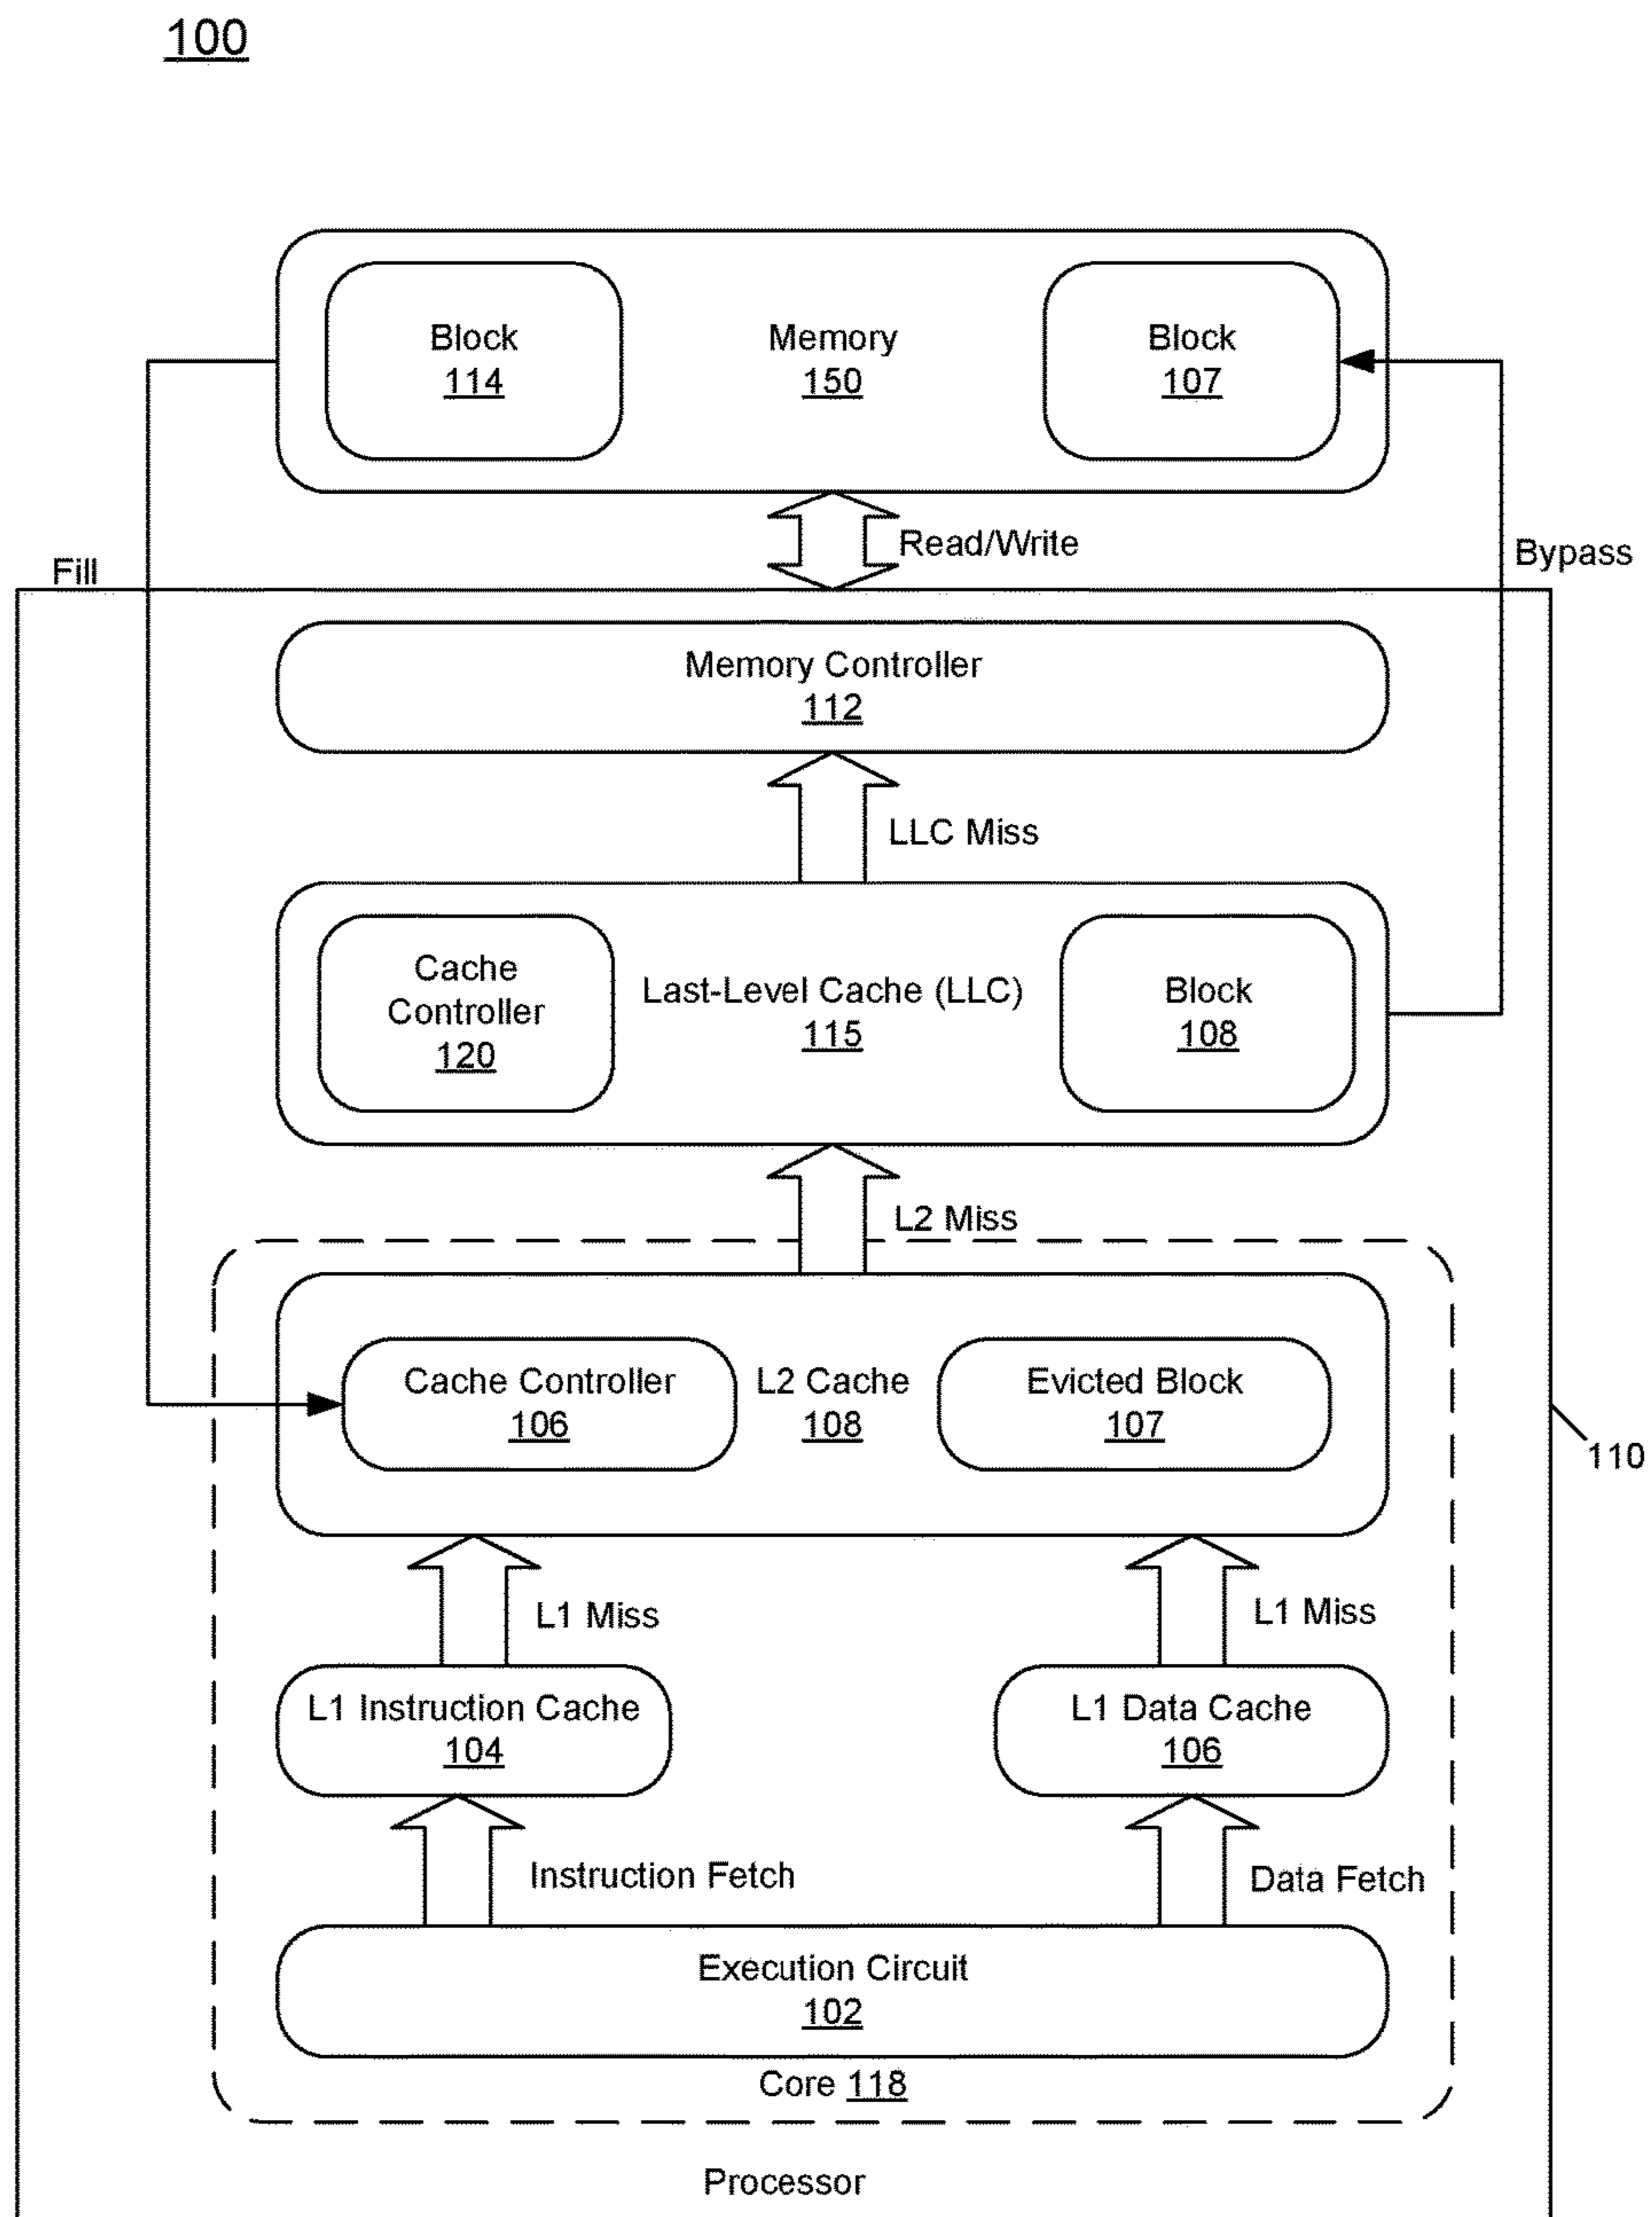 100
Block
114
Memory
150
Block
107
Read/Write
Bypass
Fill
Memory Controller
112
LLC Miss
Cache
Controller
120
Last-Level Cache (LLC)
115
Block
108
L2 Miss
Cache Controller
106
L2 Cache
108
Evicted Block
107
110
L1 Miss
L1 Miss
L1 Instruction Cache
104
L1 Data Cache
106
Instruction Fetch
Data Fetch
Execution Circuit
102
Core 118
Processor